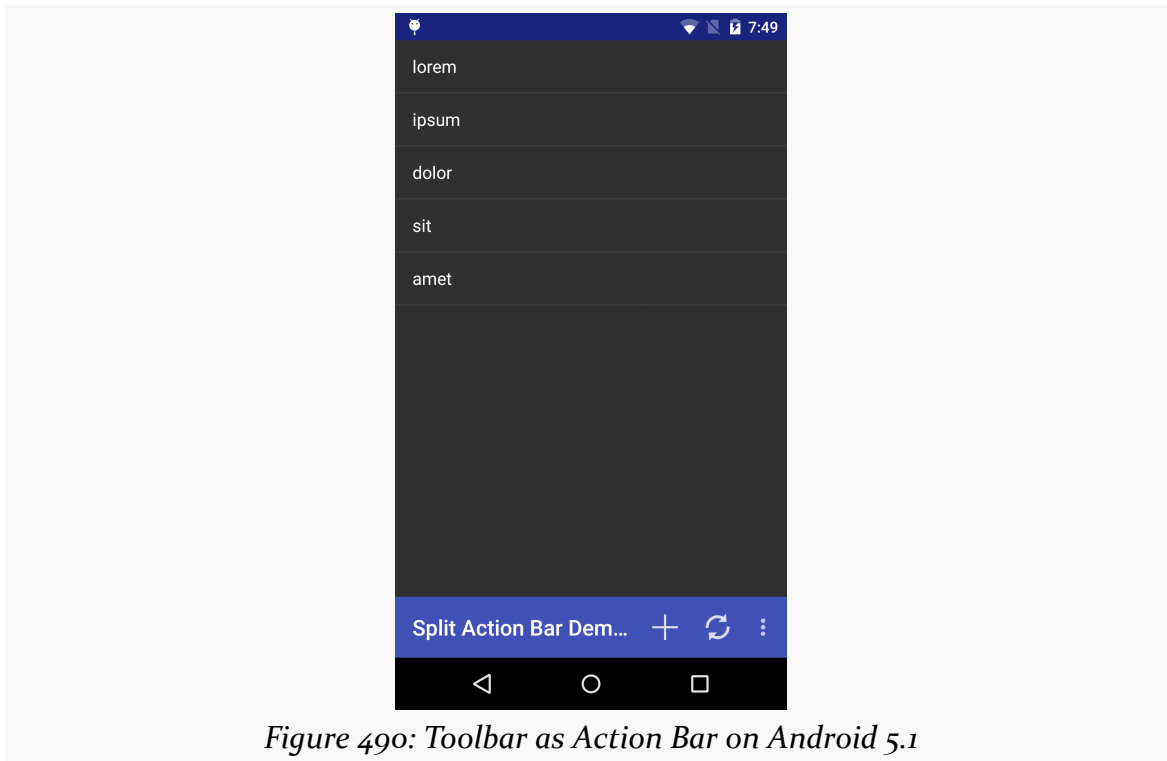 7:49
lorem
ipsum
dolor
sit
amet
Split Action Bar Dem...
Figure 490: Toolbar as Action Bar on Android 5.1